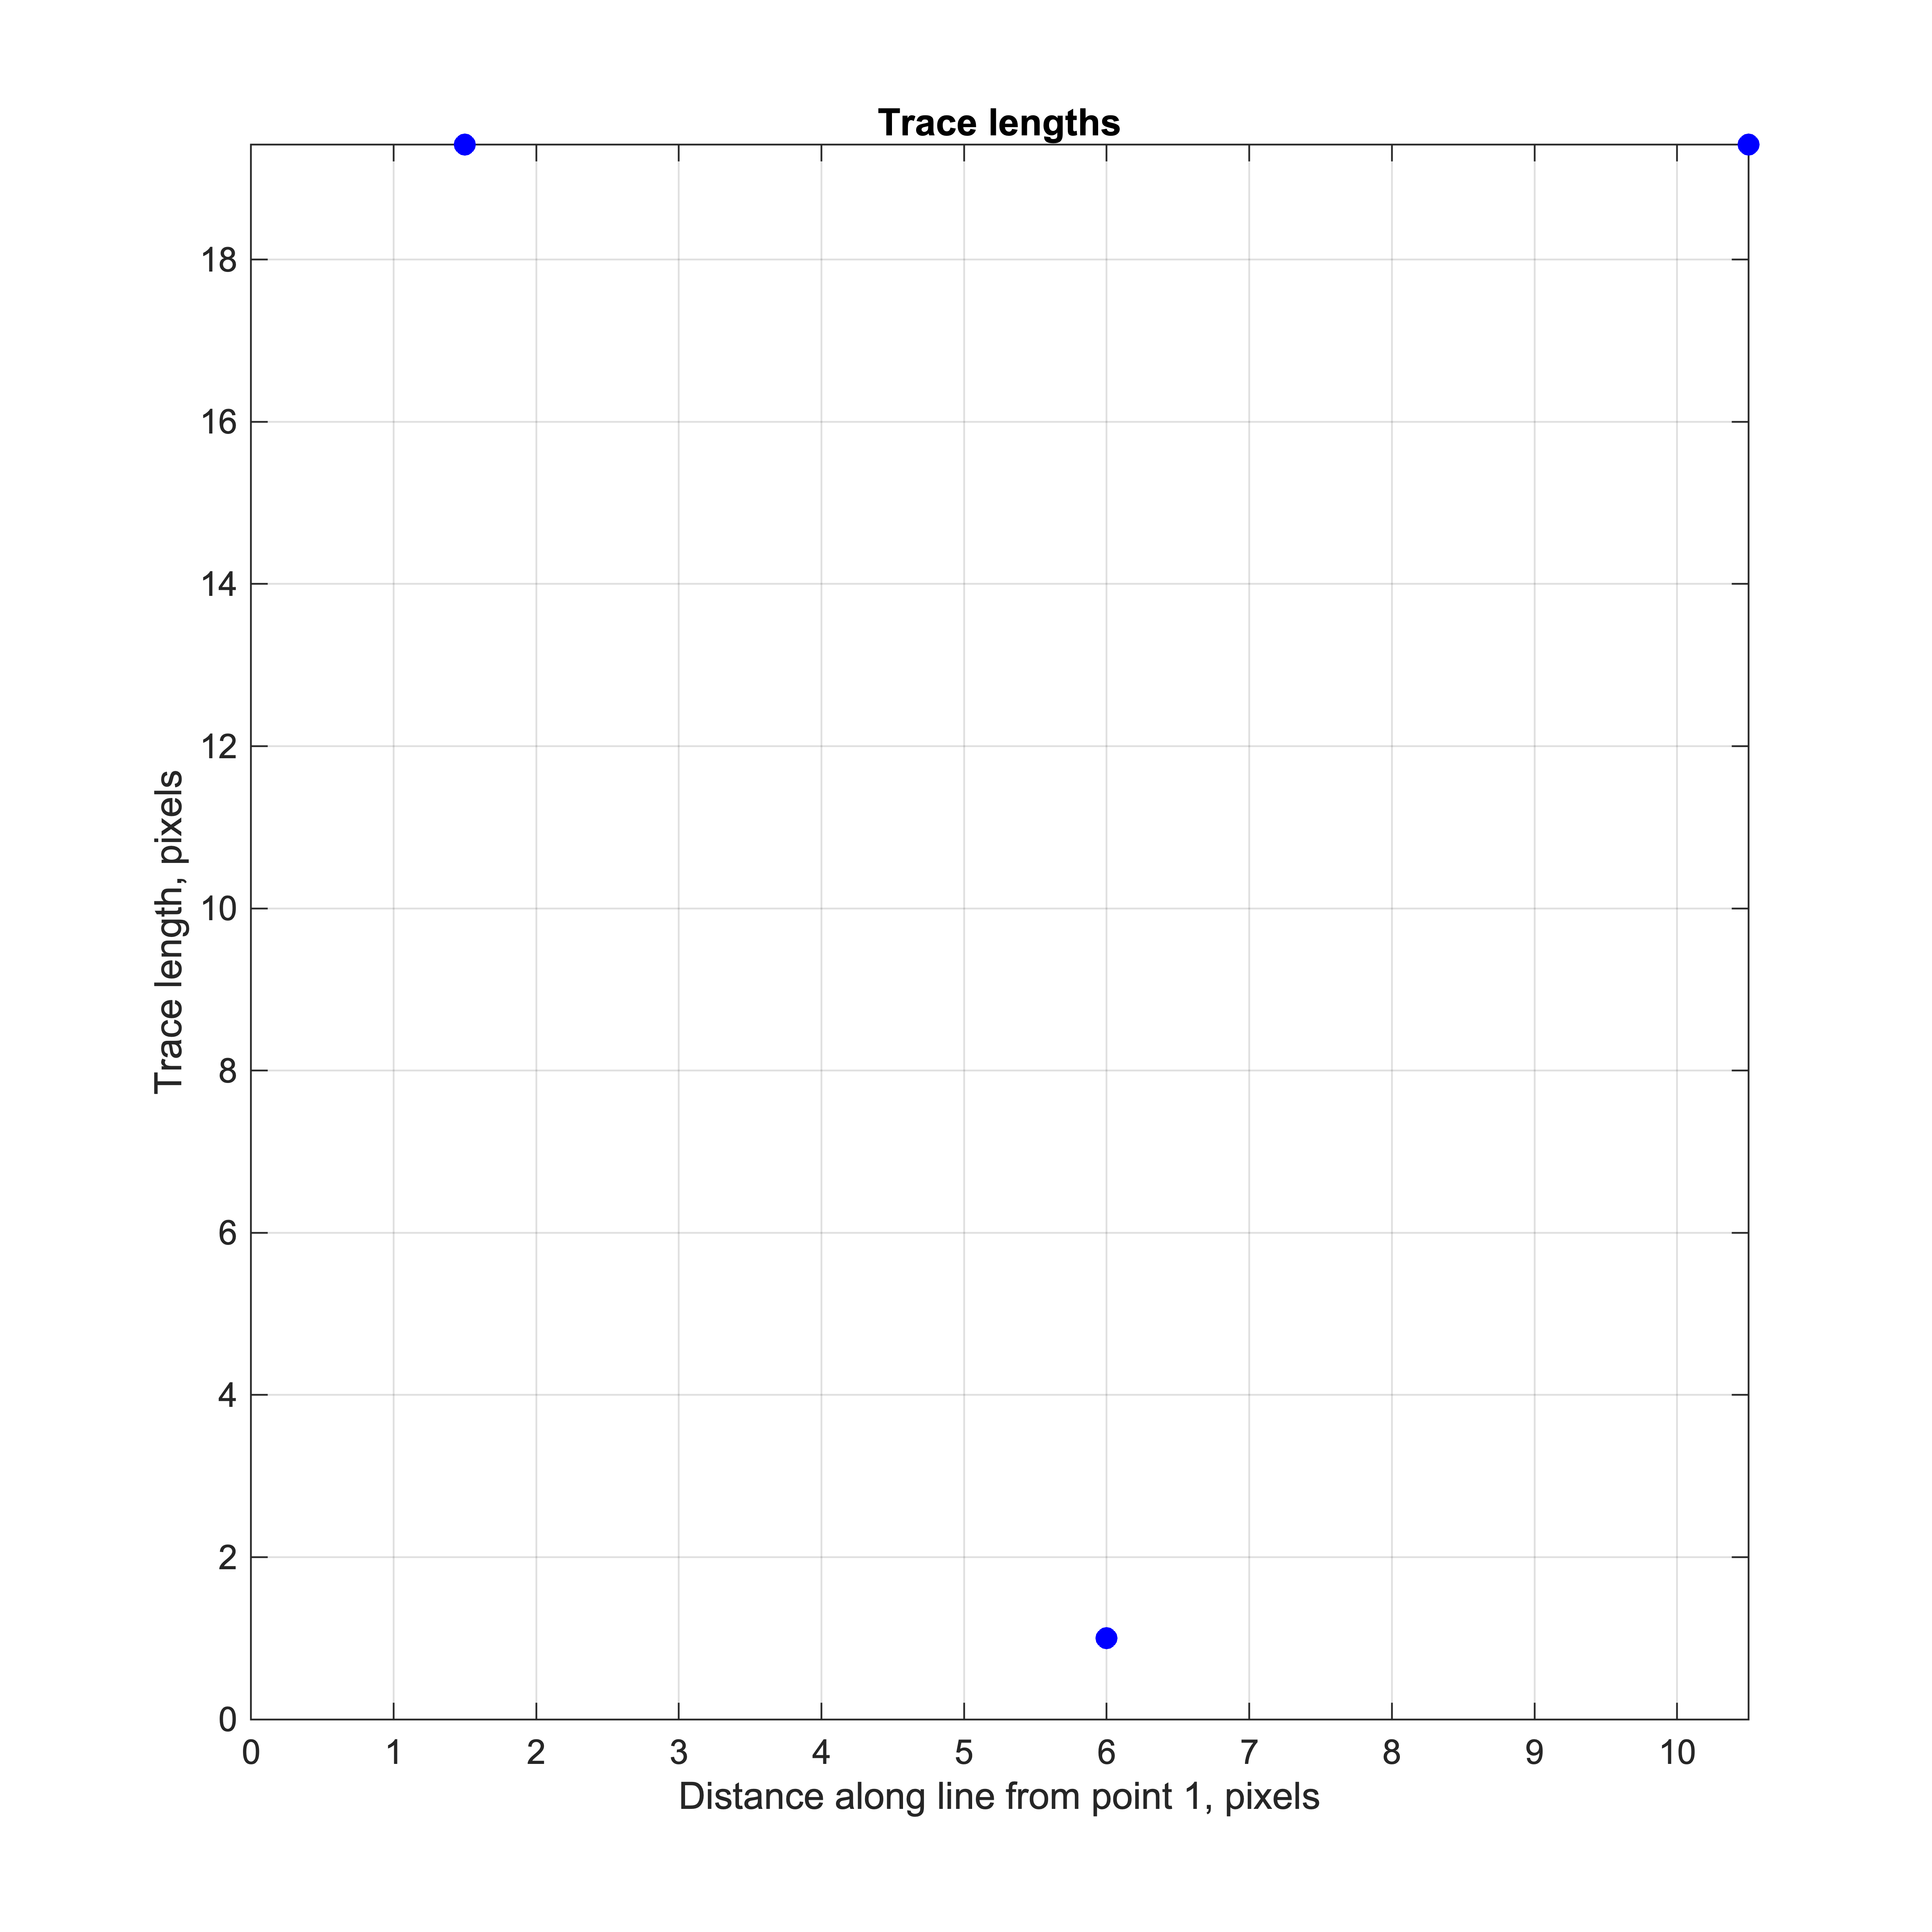 Trace lengths
18
16
14
12
10
8
6
4
2
0
Trace length, pixels
0 1 2 3 4 5 6 7 8 9 10
Distance along line from point 1, pixels